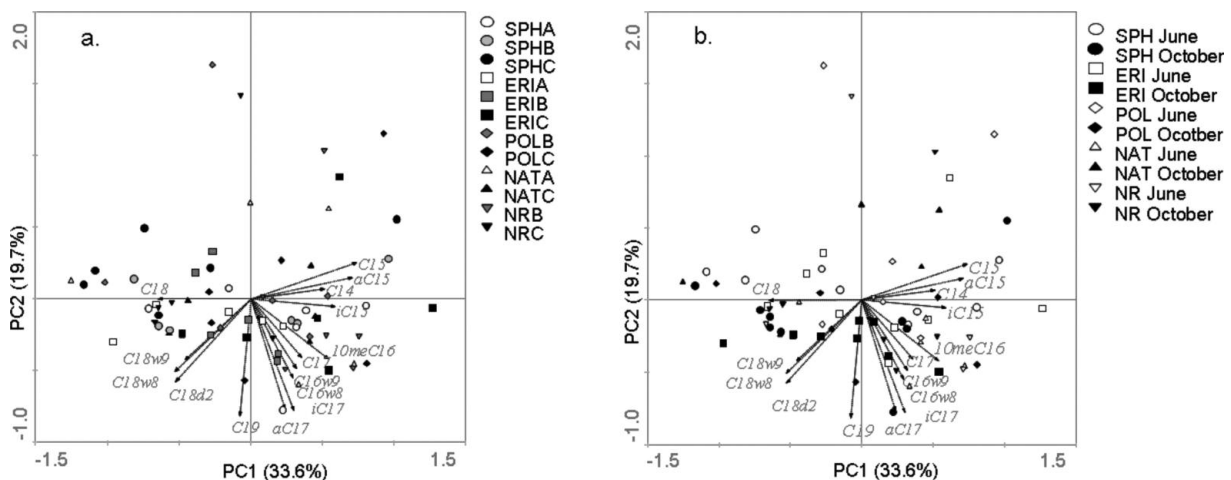 a.
2.0
PC2 (19.7%)
-1.0
-1.5
PC1 (33.6%)
1.5
C15
aC15
C14
iC15
C18
10meC16
C17
C16w9
C16w8
iC17
aC17
C19
C18w9
C18w8
C18d2
SPHA
SPHB
SPHC
ERIA
ERIB
ERIC
POLB
POLC
NATA
NATC
NRB
NRC
b.
2.0
PC2 (19.7%)
-1.0
-1.5
PC1 (33.6%)
1.5
C15
aC15
C14
iC15
C18
10meC16
C17
C16w9
C16w8
iC17
aC17
C19
C18w9
C18w8
C18d2
SPH June
SPH October
ERI June
ERI October
POL June
POL Ocotber
NAT June
NAT October
NR June
NR October